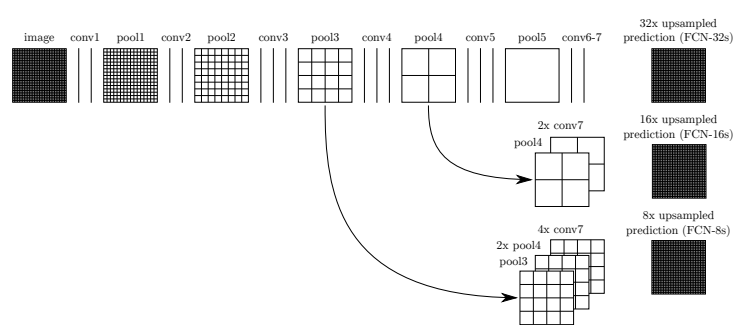 image conv1 pool1 conv2 pool2 conv3 pool3 conv4 pool4 conv5 pool5 conv6-7
32x upsampled
prediction (FCN-32s)
16x upsampled
prediction (FCN-16s)
2x conv7
pool4
8x upsampled
prediction (FCN-8s)
4x conv7
2x pool4
pool3